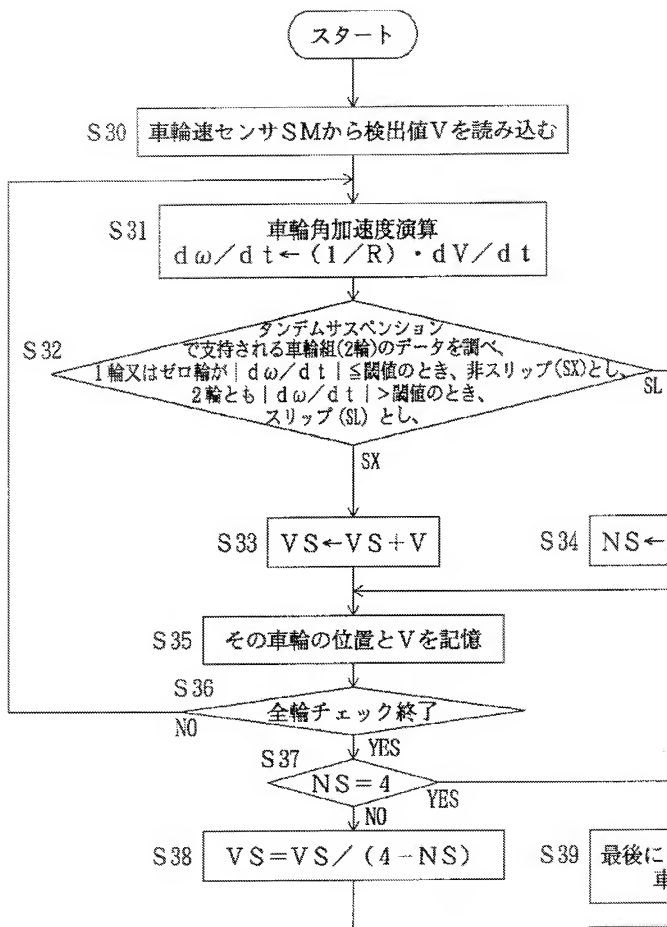 スタート
S30 車輪速センサSMから検出値Vを読み込む
S31 車輪角加速度演算
dω/dt←(1/R)・dV/dt
S32
タンデムサスペンション
で支持される車輪組(2輪)のデータを調べ、
1輪又はゼロ輪が|dω/dt|≦閾値のとき、非スリップ(SX)とし、
2輪とも|dω/dt|>閾値のとき、
スリップ(SL)とし、
SL
SX
S33 VS←VS+V
S34 NS←
S35 その車輪の位置とVを記憶
S36
全輪チェック終了
NO
YES
S37
NS=4
YES
NO
S38 VS=VS/(4-NS)
S39 最後に
車